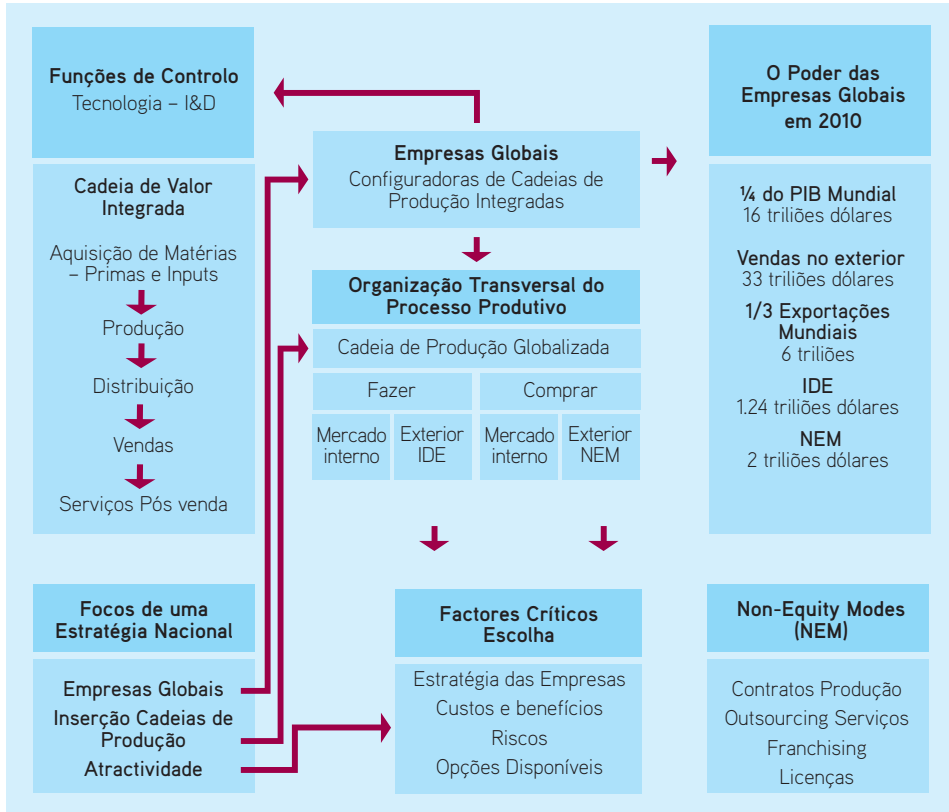 Funções de Controlo
Tecnologia – I&D
Cadeia de Valor
Integrada
Aquisição de Matérias
– Primas e Inputs
Produção
Distribuição
Vendas
Serviços Pós venda
Focos de uma
Estratégia Nacional
Empresas Globais
Inserção Cadeias de
Produção
Atractividade
Empresas Globais
Configuradoras de Cadeias de
Produção Integradas
Organização Transversal do
Processo Produtivo
Cadeia de Produção Globalizada
Fazer
Comprar
Mercado
interno
Exterior
IDE
Mercado
interno
Exterior
NEM
Factores Críticos
Escolha
Estratégia das Empresas
Custos e benefícios
Riscos
Opções Disponíveis
O Poder das
Empresas Globais
em 2010
¼ do PIB Mundial
16 triliões dólares
Vendas no exterior
33 triliões dólares
1/3 Exportações
Mundiais
6 triliões
IDE
1.24 triliões dólares
NEM
2 triliões dólares
Non-Equity Modes
(NEM)
Contratos Produção
Outsourcing Serviços
Franchising
Licenças